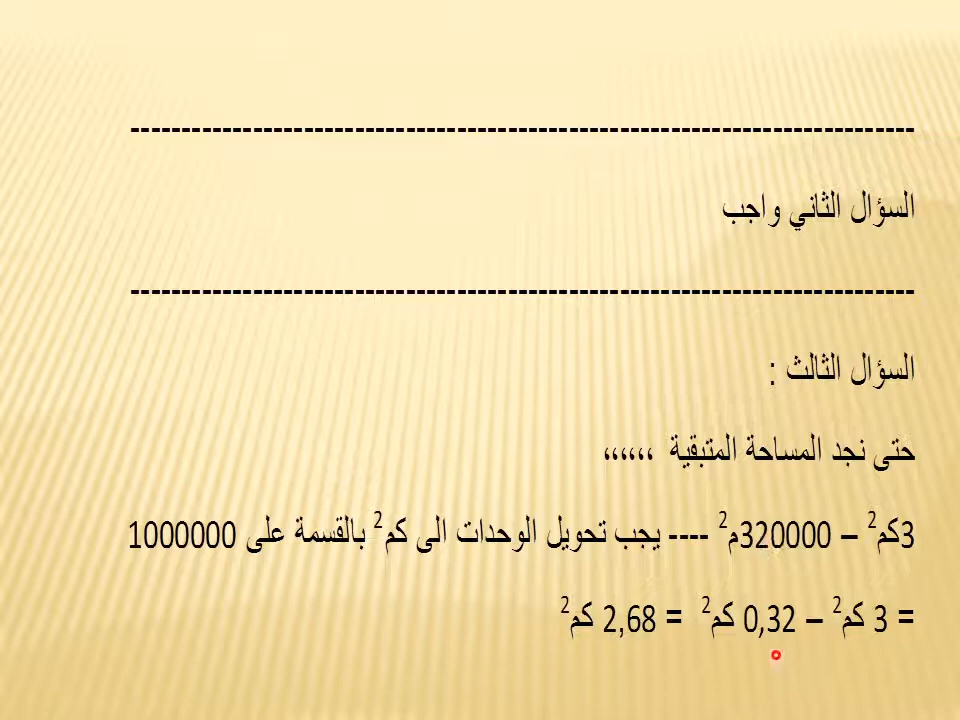 --------------------------------------------------------------------------
السؤال الثاني واجب
--------------------------------------------------------------------------
السؤال الثالث :
حتى نجد المساحة المتبقية ،،،،،،
3كم2 – 320000م2 ---- يجب تحويل الوحدات الى كم2 بالقسمة على 1000000
= 3 كم2 – 0,32 كم2 = 2,68 كم2